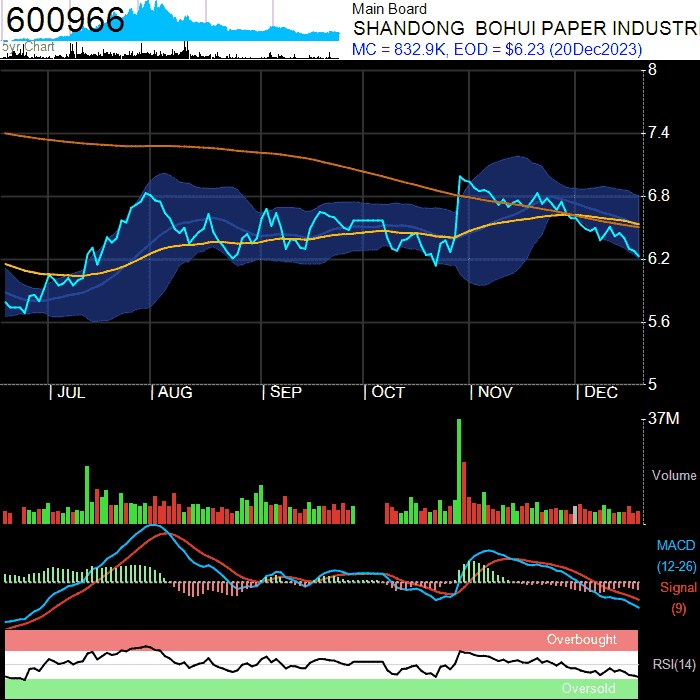 600966
5yr Chart
Main Board
SHANDONG BOHUI PAPER INDUSTRI
MC = 832.9K, EOD = $6.23 (20Dec2023)
8
7.4
6.8
6.2
5.6
5
| JUL | AUG | SEP | OCT | NOV | DEC
37M
Volume
MACD
(12-26)
Signal
(9)
Overbought
RSI(14)
Oversold